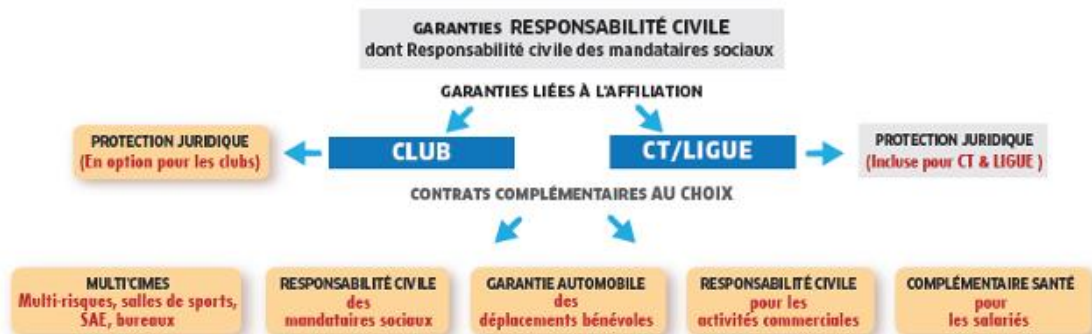 GARANTIES RESPONSABILITÉ CIVILE
dont Responsabilité civile des mandataires sociaux
GARANTIES LIÉES À L'AFFILIATION
PROTECTION JURIDIQUE
(En option pour les clubs)
CLUB
CT/LIGUE
PROTECTION JURIDIQUE
(Incluse pour CT & LIGUE )
CONTRATS COMPLÉMENTAIRES AU CHOIX
MULTI'CIMES
Multi-risques, salles de sports,
SAE, bureaux
RESPONSABILITÉ CIVILE
des
mandataires sociaux
GARANTIE AUTOMOBILE
des
déplacements bénévoles
RESPONSABILITÉ CIVILE
pour les
activités commerciales
COMPLÉMENTAIRE SANTÉ
pour
les salariés